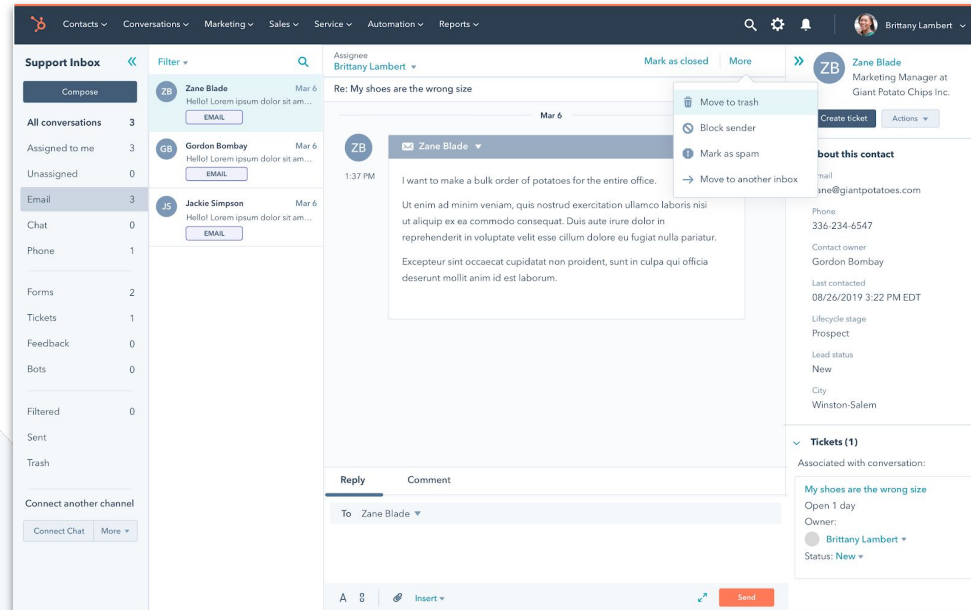 Contacts Conversations Marketing Sales Service Automation Reports Brittany Lambert
Support Inbox
Compose
All conversations 3
Assigned to me 3
Unassigned 0
Email 3
Chat 0
Phone 1
Forms 2
Tickets 1
Feedback 0
Bots 0
Filtered 0
Sent
Trash
Connect another channel
Connect Chat More
Filter
ZB Zane Blade Mar 6
Hello! Lorem ipsum dolor sit am...
EMAIL
GB Gordon Bombay Mar 6
Hello! Lorem ipsum dolor sit am...
EMAIL
JS Jackie Simpson Mar 6
Hello! Lorem ipsum dolor sit am...
EMAIL
Assignee
Brittany Lambert
Mark as closed More
Re: My shoes are the wrong size
Move to trash
Block sender
Mark as spam
Move to another inbox
Mar 6
ZB Zane Blade
1:37 PM
I want to make a bulk order of potatoes for the entire office.
Ut enim ad minim veniam, quis nostrud exercitation ullamco laboris nisi
ut aliquip ex ea commodo consequat. Duis aute irure dolor in
reprehenderit in voluptate velit esse cillum dolore eu fugiat nulla pariatur.
Excepteur sint occaecat cupidatat non proident, sunt in culpa qui officia
deserunt mollit anim id est laborum.
Reply Comment
To Zane Blade
A Insert Send
ZB Zane Blade
Marketing Manager at
Giant Potato Chips Inc.
Create ticket Actions
bout this contact
mail
ane@giantpotatoes.com
Phone
336-234-6547
Contact owner
Gordon Bombay
Last contacted
08/26/2019 3:22 PM EDT
Lifecycle stage
Prospect
Lead status
New
City
Winston-Salem
Tickets (1)
Associated with conversation:
My shoes are the wrong size
Open 1 day
Owner:
Brittany Lambert
Status: New